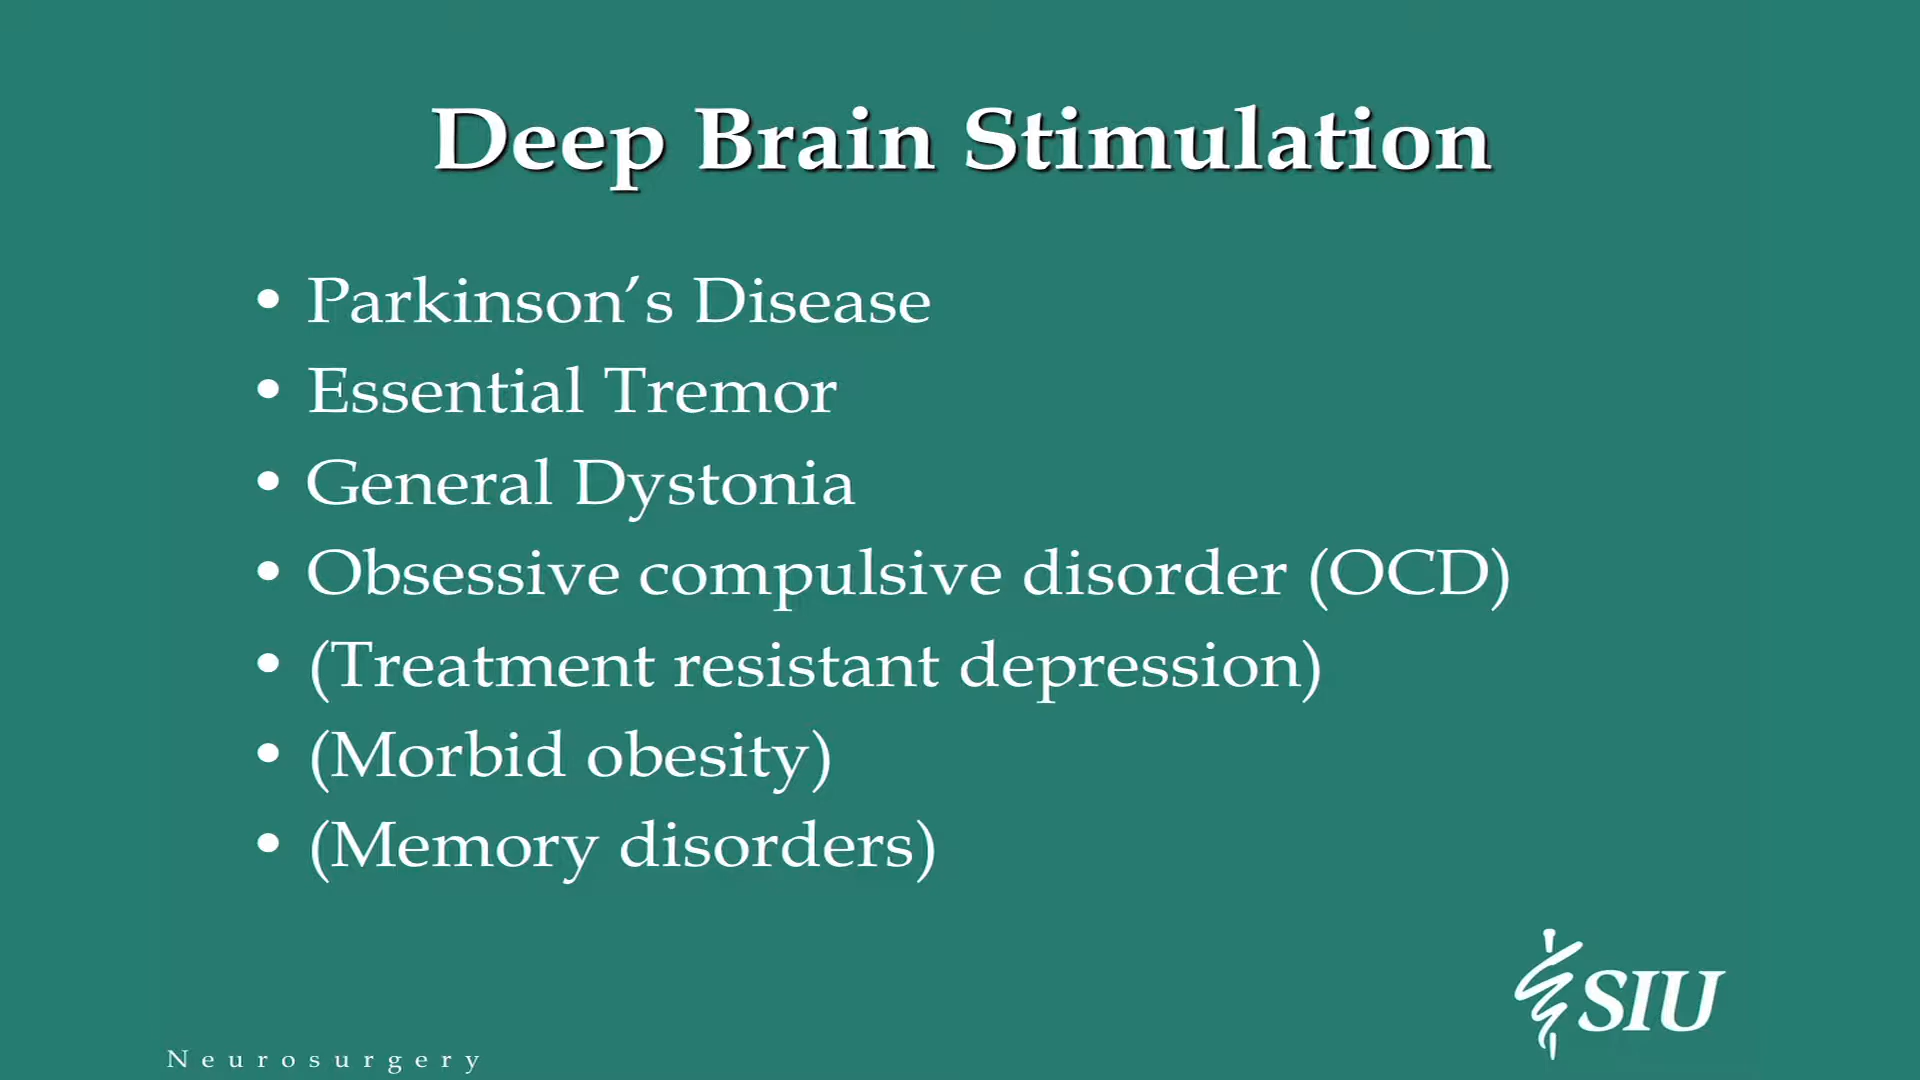 Deep Brain Stimulation
• Parkinson’s Disease
• Essential Tremor
• General Dystonia
• Obsessive compulsive disorder (OCD)
• (Treatment resistant depression)
• (Morbid obesity)
• (Memory disorders)
SIU
Neurosurgery